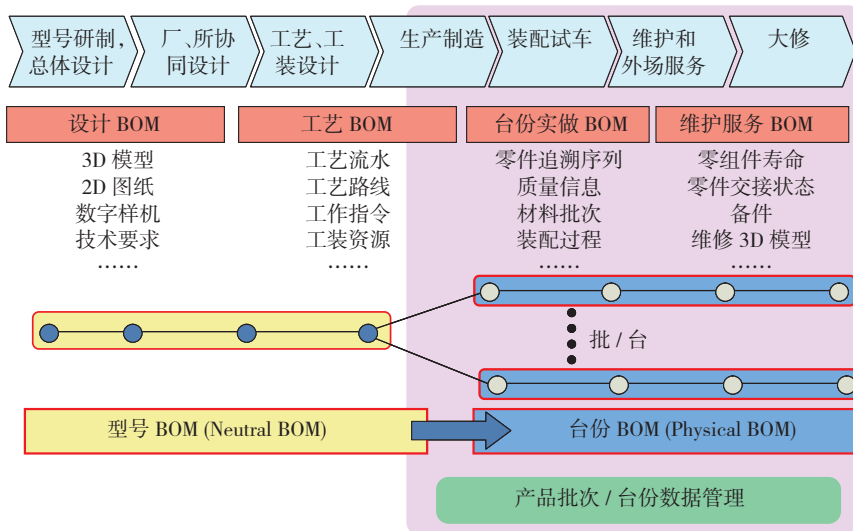 型号研制，
总体设计
厂、所协
同设计
工艺、工
装设计
生产制造
装配试车
维护和
外场服务
大修
设计 BOM
工艺 BOM
台份实做 BOM
维护服务 BOM
3D 模型
2D 图纸
数字样机
技术要求
……
工艺流水
工艺路线
工作指令
工装资源
……
零件追溯序列
质量信息
材料批次
装配过程
……
零组件寿命
零件交接状态
备件
维修 3D 模型
……
批 / 台
型号 BOM (Neutral BOM)
台份 BOM (Physical BOM)
产品批次 / 台份数据管理